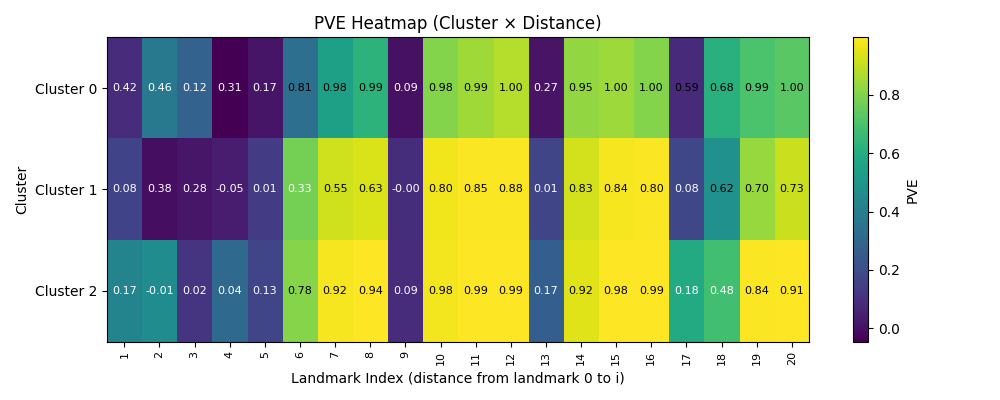 PVE Heatmap (Cluster × Distance)
Cluster 0 0.42 0.46 0.12 0.31 0.17 0.81 0.98 0.99 0.09 0.98 0.99 1.00 0.27 0.95 1.00 1.00 0.59 0.68 0.99 1.00
Cluster 1 0.08 0.38 0.28 -0.05 0.01 0.33 0.55 0.63 -0.00 0.80 0.85 0.88 0.01 0.83 0.84 0.80 0.08 0.62 0.70 0.73
Cluster 2 0.17 -0.01 0.02 0.04 0.13 0.78 0.92 0.94 0.09 0.98 0.99 0.99 0.17 0.92 0.98 0.99 0.18 0.48 0.84 0.91
1 2 3 4 5 6 7 8 9 10 11 12 13 14 15 16 17 18 19 20
Landmark Index (distance from landmark 0 to i)
Cluster
0.8
0.6
0.4
0.2
0.0
PVE